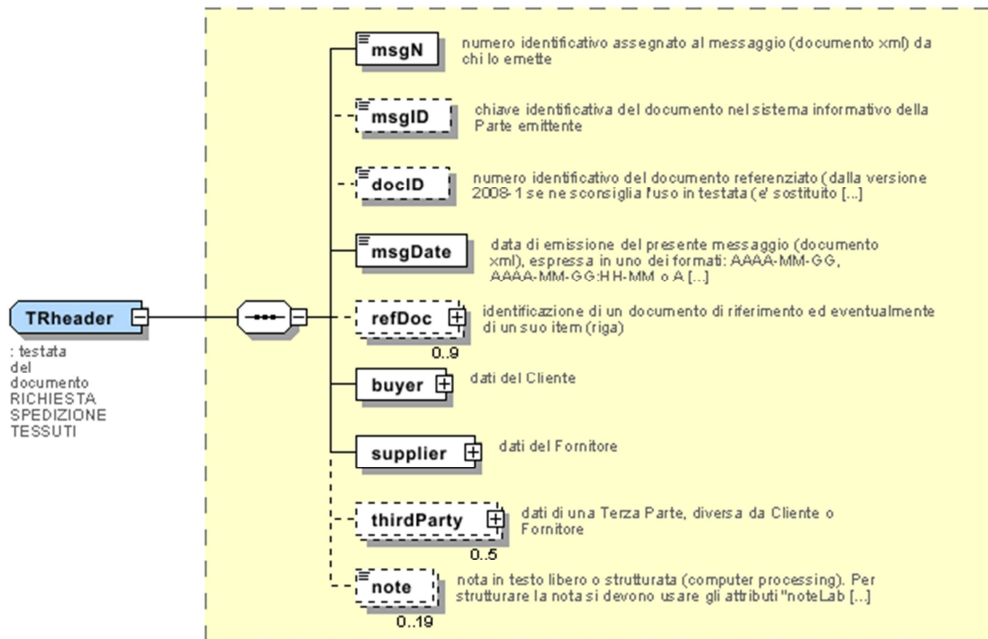 msgN
numero identificativo assegnato al messaggio (documento xml) da
chi lo emette
msgID
chiave identificativa del documento nel sistema informativo della
Parte emittente
docID
numero identificativo del documento referenziato (dalla versione
2008-1 se ne sconsiglia l'uso in testata (e' sostituito [...]
msgDate
data di emissione del presente messaggio (documento
xml), espressa in uno dei formati: AAAA-MM-GG,
AAAA-MM-GG:HH-MM o A [...]
TRheader
: testata
del
documento
RICHIESTA
SPEDIZIONE
TESSUTI
refDoc
identificazione di un documento di riferimento ed eventualmente
di un suo item (riga)
0..9
buyer
dati del Cliente
supplier
dati del Fornitore
thirdParty
dati di una Terza Parte, diversa da Cliente o
Fornitore
0..5
note
nota in testo libero o strutturata (computer processing). Per
strutturare la nota si devono usare gli attributi "noteLab [...]
0..19